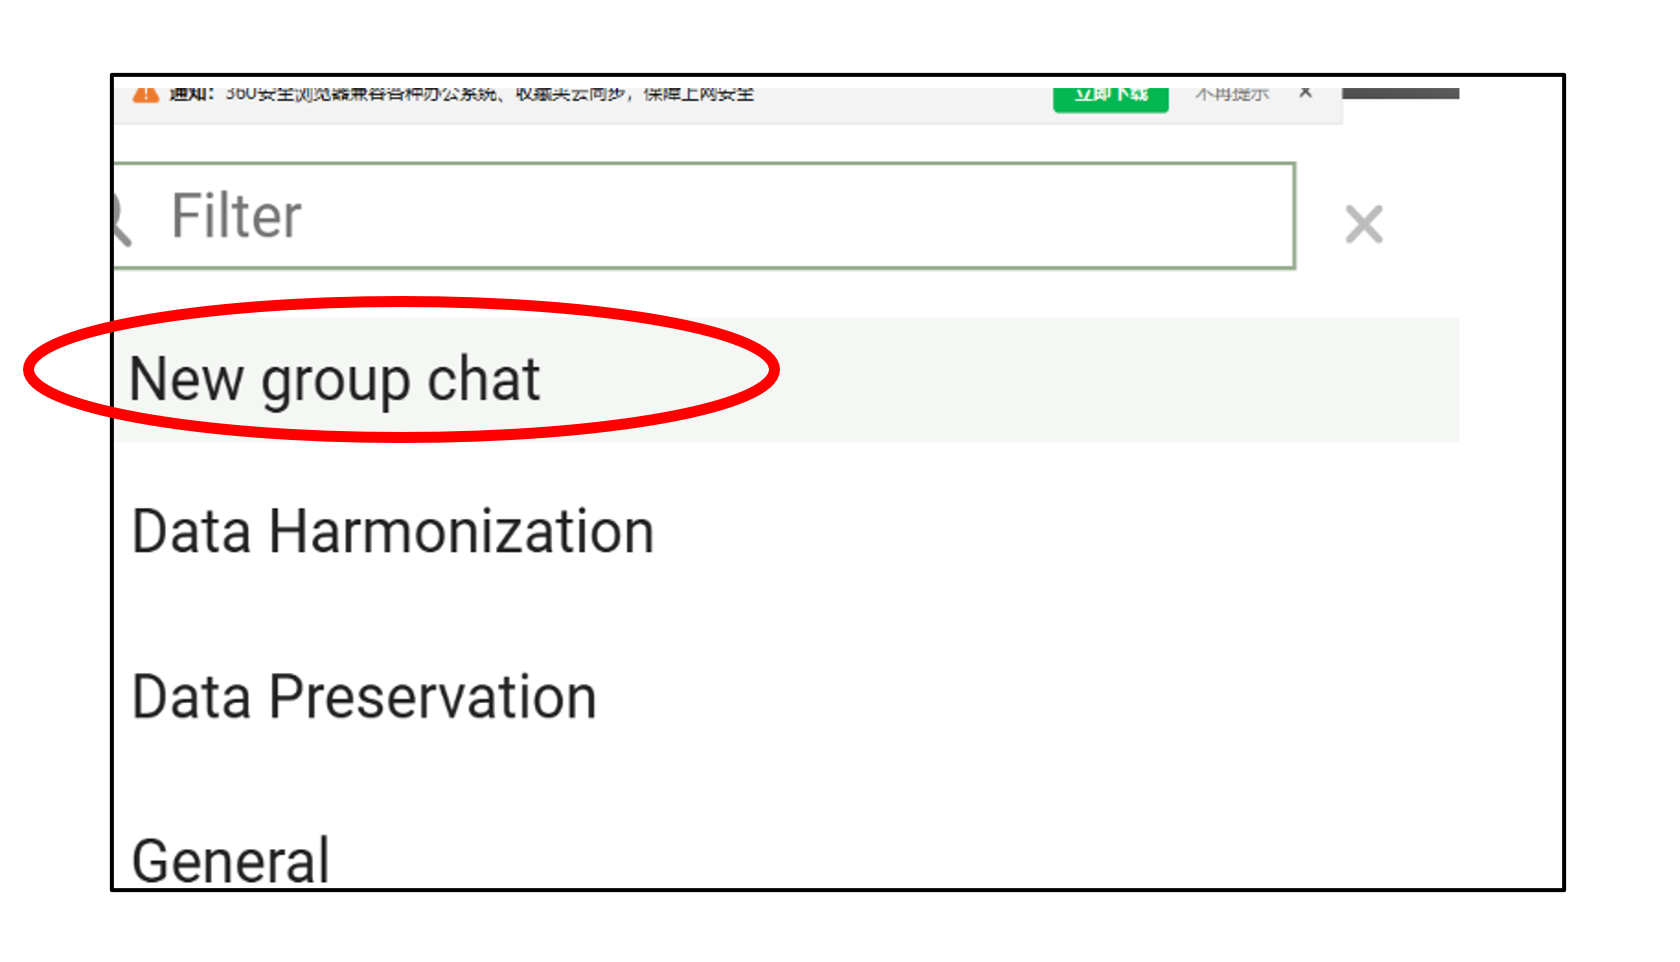 通知：360安全浏览器兼容各种办公系统、收藏夹云同步，保障上网安全 立即下载 不再提示
Filter
New group chat
Data Harmonization
Data Preservation
General